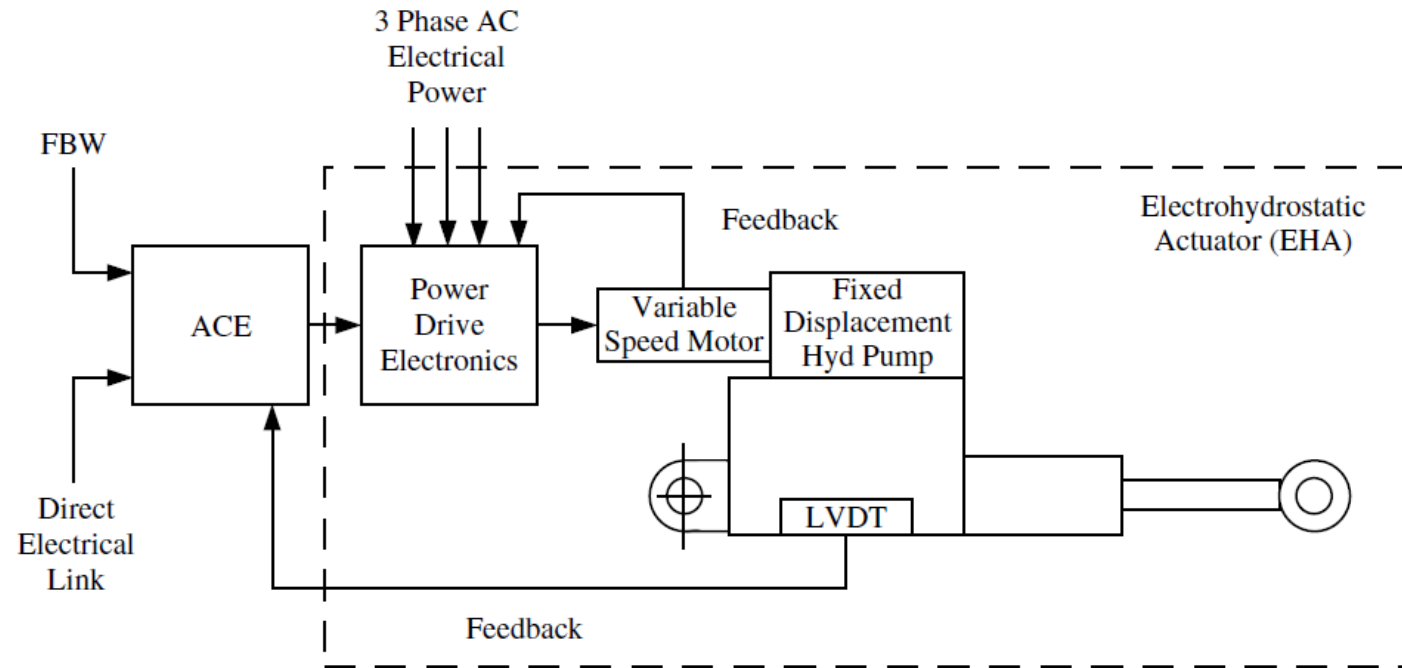 3 Phase AC
Electrical
Power
FBW
Feedback
Electrohydrostatic
Actuator (EHA)
ACE
Power
Drive
Electronics
Variable
Speed Motor
Fixed
Displacement
Hyd Pump
Direct
Electrical
Link
LVDT
Feedback